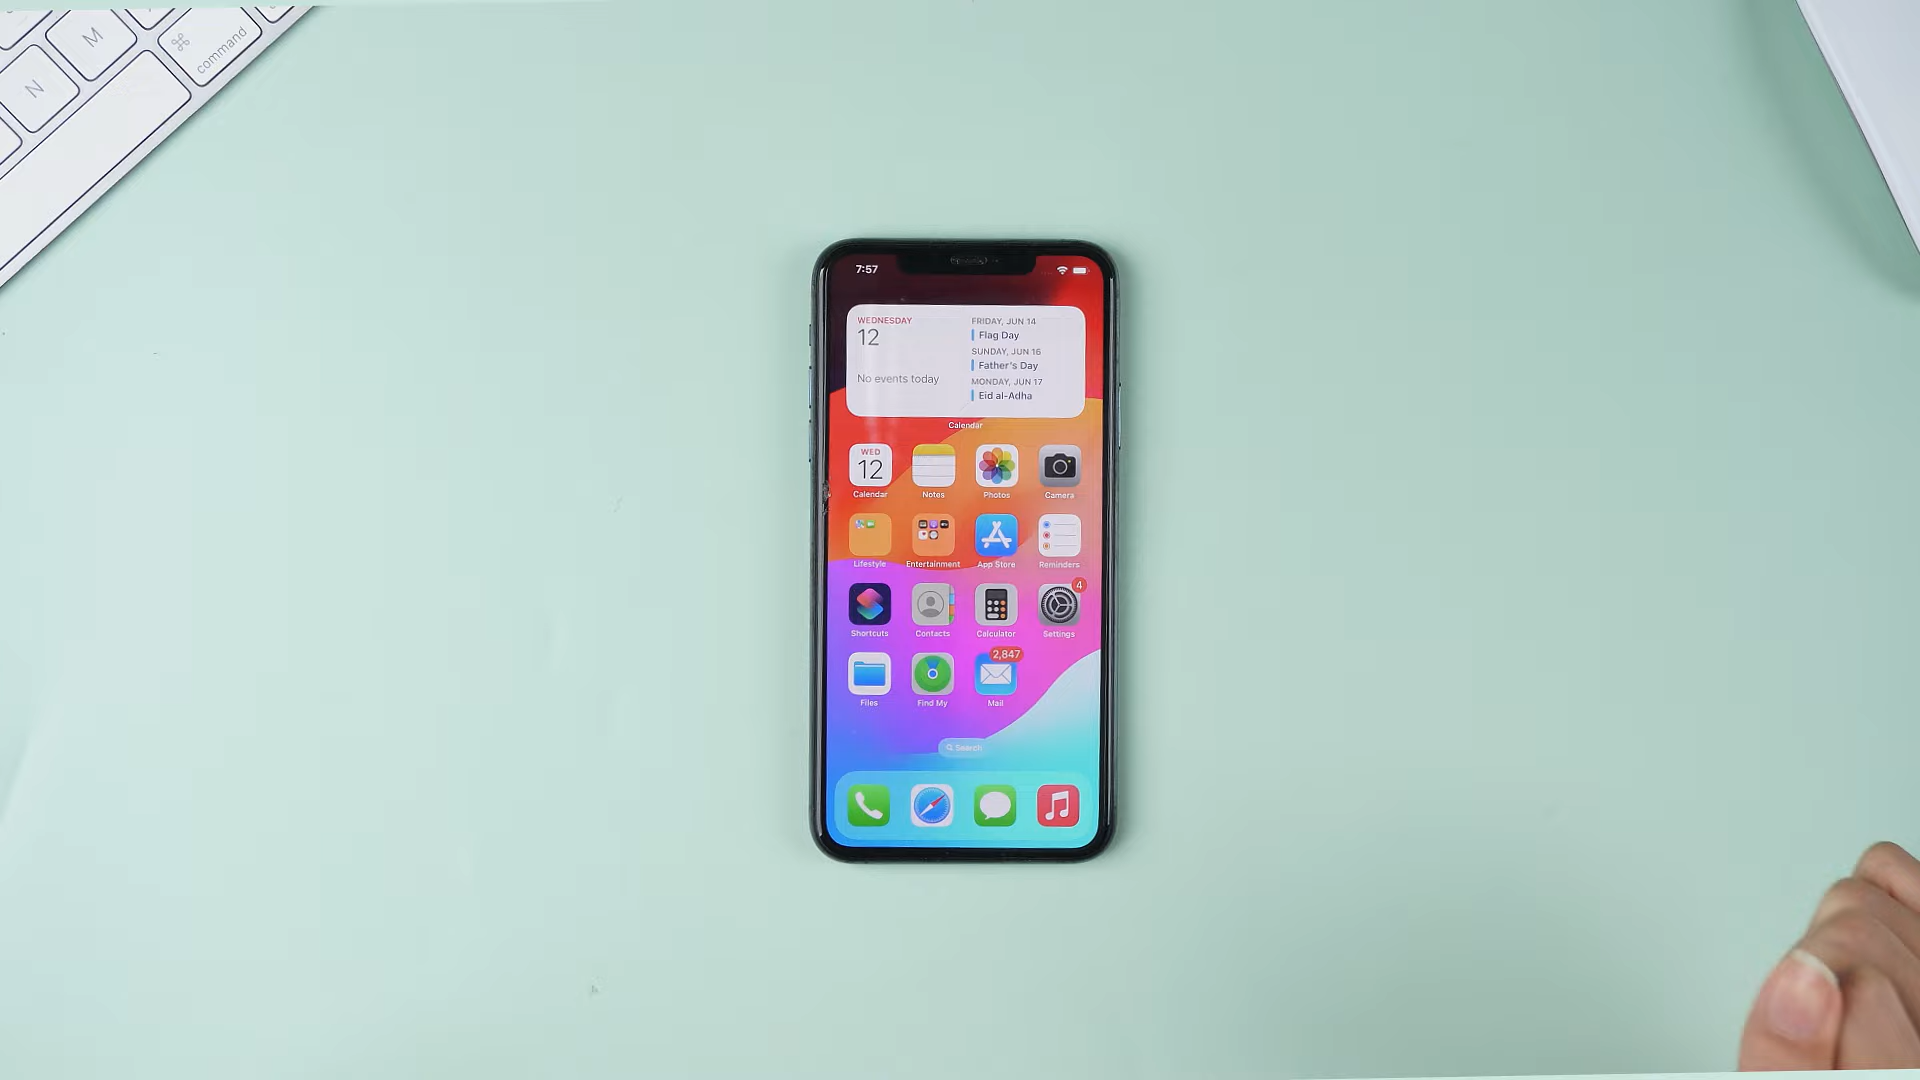 M
N
⌘
command
7:57
WEDNESDAY
12
No events today
FRIDAY, JUN 14
Flag Day
SUNDAY, JUN 16
Father's Day
MONDAY, JUN 17
Eid al-Adha
Calendar
WED
12
Calendar
Notes
Photos
Camera
Lifestyle
Entertainment
App Store
Reminders
4
Shortcuts
Contacts
Calculator
Settings
2,847
Files
Find My
Mail
Search